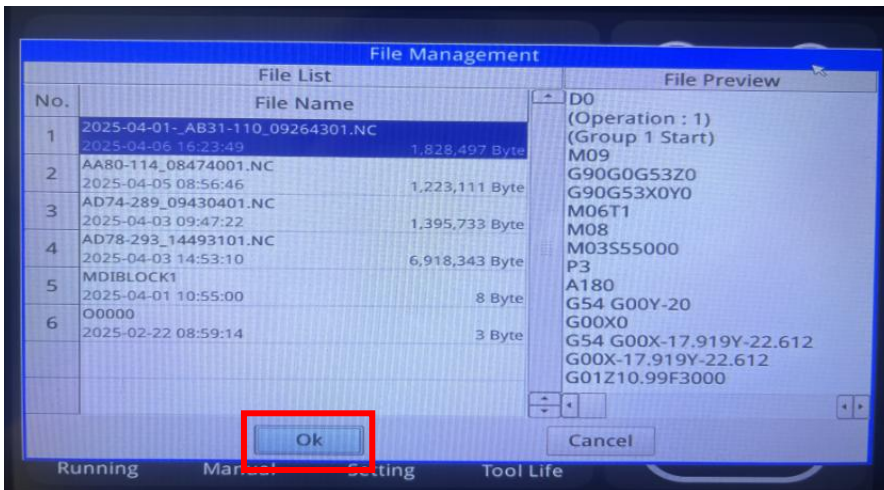 File Management
File List
File Preview
No.
File Name
1
2025-04-01-_AB31-110_09264301.NC
2025-04-06 16:23:49
1,828,497 Byte
2
AA80-114_08474001.NC
2025-04-05 08:56:46
1,223,111 Byte
3
AD74-289_09430401.NC
2025-04-03 09:47:22
1,395,733 Byte
4
AD78-293_14493101.NC
2025-04-03 14:53:10
6,918,343 Byte
5
MDIBLOCK1
2025-04-01 10:55:00
8 Byte
6
O0000
2025-02-22 08:59:14
3 Byte
D0
(Operation : 1)
(Group 1 Start)
M09
G90G0G53Z0
G90G53X0Y0
M06T1
M08
M03S55000
P3
A180
G54 G00Y-20
G00X0
G54 G00X-17.919Y-22.612
G00X-17.919Y-22.612
G01Z10.99F3000
Ok
Cancel
Running
Manual
Setting
Tool Life